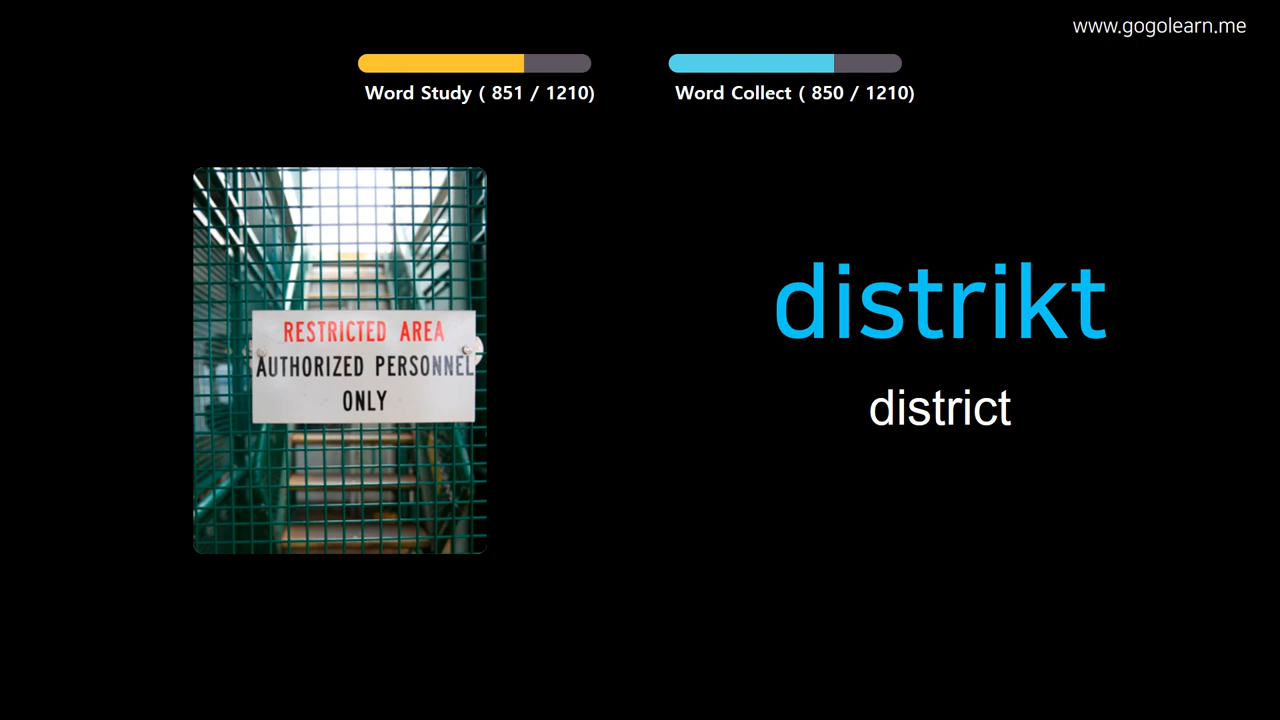 www.gogolearn.me
Word Study ( 851 / 1210)
Word Collect ( 850 / 1210)
RESTRICTED AREA
AUTHORIZED PERSONNEL
ONLY
distrikt
district